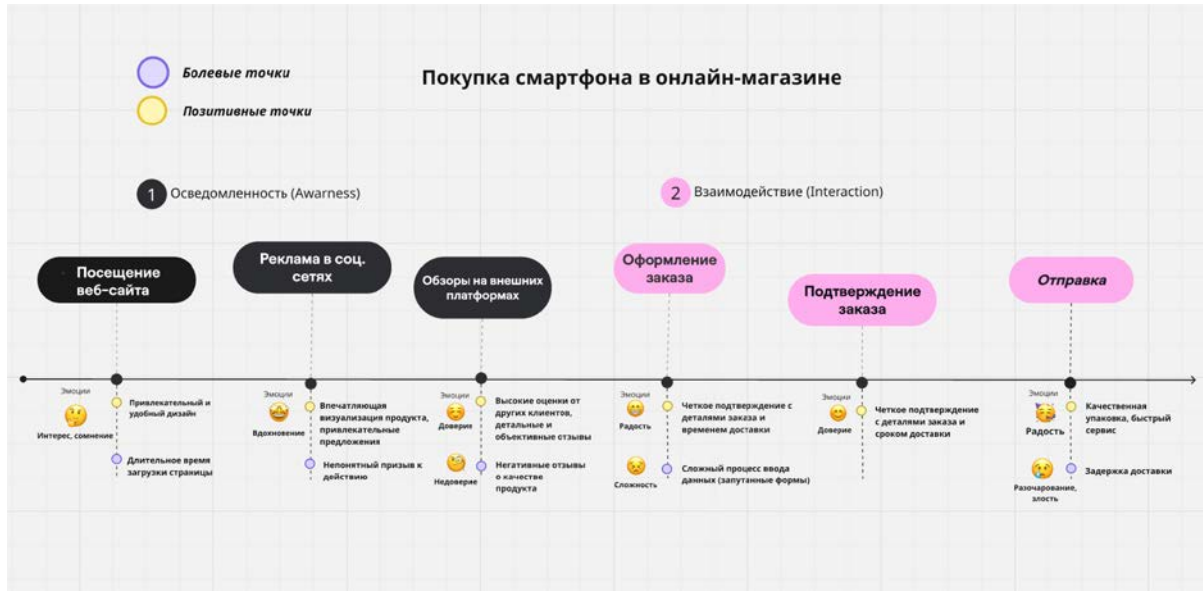 Болевые точки
Позитивные точки
Покупка смартфона в онлайн-магазине
1
Осведомленность (Awarness)
2
Взаимодействие (Interaction)
Посещение
веб-сайта
Реклама в соц.
сетях
Обзоры на внешних
платформах
Оформление
заказа
Подтверждение
заказа
Отправка
Эмоции
Интерес, сомнение
Привлекательный и
удобный дизайн
Длительное время
загрузки страницы
Эмоции
Вдохновение
Впечатляющая
визуализация продукта,
привлекательные
предложения
Непонятный призыв к
действию
Эмоции
Доверие
Высокие оценки от
других клиентов,
детальные и
объективные отзывы
Недоверие
Негативные отзывы
о качестве
продукта
Эмоции
Радость
Четкое подтверждение с
деталями заказа и
временем доставки
Сложность
Сложный процесс ввода
данных (запутанные формы)
Эмоции
Доверие
Четкое подтверждение
с деталями заказа и
сроком доставки
Эмоции
Радость
Качественная
упаковка, быстрый
сервис
Разочарование,
злость
Задержка доставки